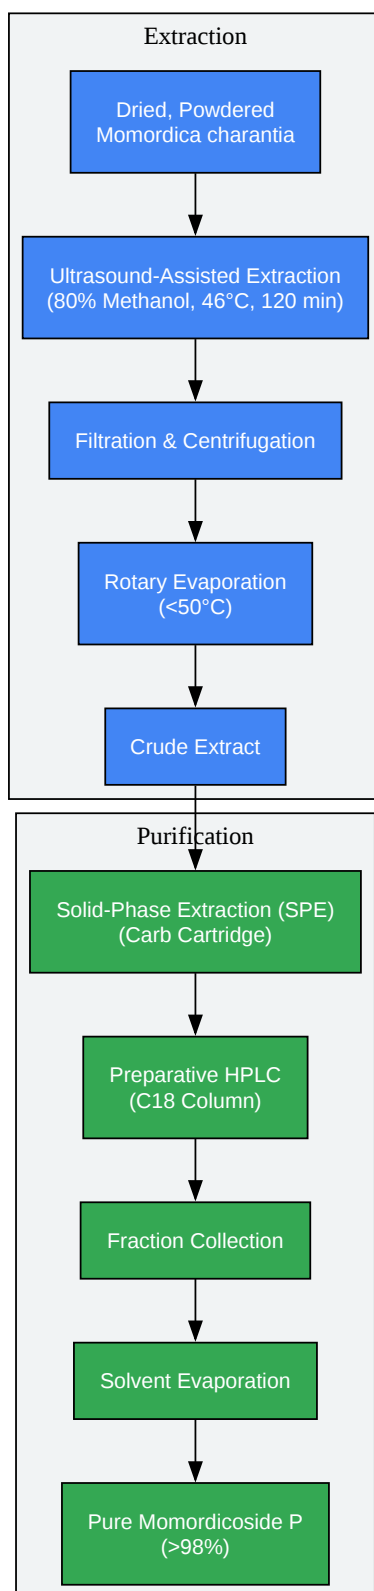 Extraction
Dried, Powdered
Momordica charantia
Ultrasound-Assisted Extraction
(80% Methanol, 46°C, 120 min)
Filtration & Centrifugation
Rotary Evaporation
(<50°C)
Crude Extract
Purification
Solid-Phase Extraction (SPE)
(Carb Cartridge)
Preparative HPLC
(C18 Column)
Fraction Collection
Solvent Evaporation
Pure Momordicoside P
(>98%)